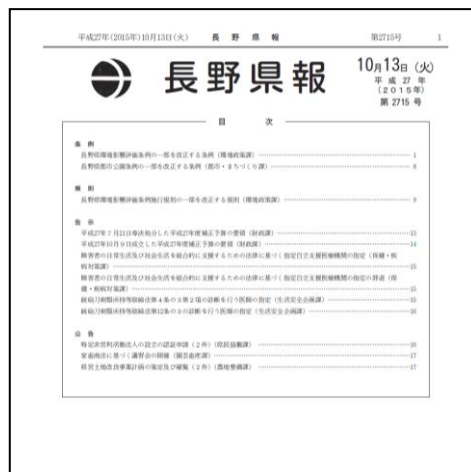 平成27年(2015年)10月13日(火) 長野県報 第2715号 1
長野県報
10月13日(火)
平成27年
(2015年)
第2715号
目次
条例
長野県環境影響評価条例の一部を改正する条例(環境政策課) 1
長野県都市公園条例の一部を改正する条例(都市・まちづくり課) 8
規則
長野県環境影響評価条例施行規則の一部を改正する規則(環境政策課) 9
告示
平成27年7月21日専決処分した平成27年度補正予算の要領(財政課) 13
平成27年10月9日成立した平成27年度補正予算の要領(財政課) 14
障害者の日常生活及び社会生活を総合的に支援するための法律に基づく指定自立支援医療機関の指定(保健・疾
病対策課) 15
障害者の日常生活及び社会生活を総合的に支援するための法律に基づく指定自立支援医療機関の指定の辞退(保
健・疾病対策課) 15
銃砲刀剣類所持等取締法第4条の3第2項の診断を行う医師の指定(生活安全企画課) 15
銃砲刀剣類所持等取締法第12条の3の診断を行う医師の指定(生活安全企画課) 16
公告
特定非営利活動法人の設立の認証申請(2件)(県民協働課) 16
家畜商法に基づく講習会の開催(園芸畜産課) 17
県営土地改良事業計画の策定及び縦覧(2件)(農地整備課) 17